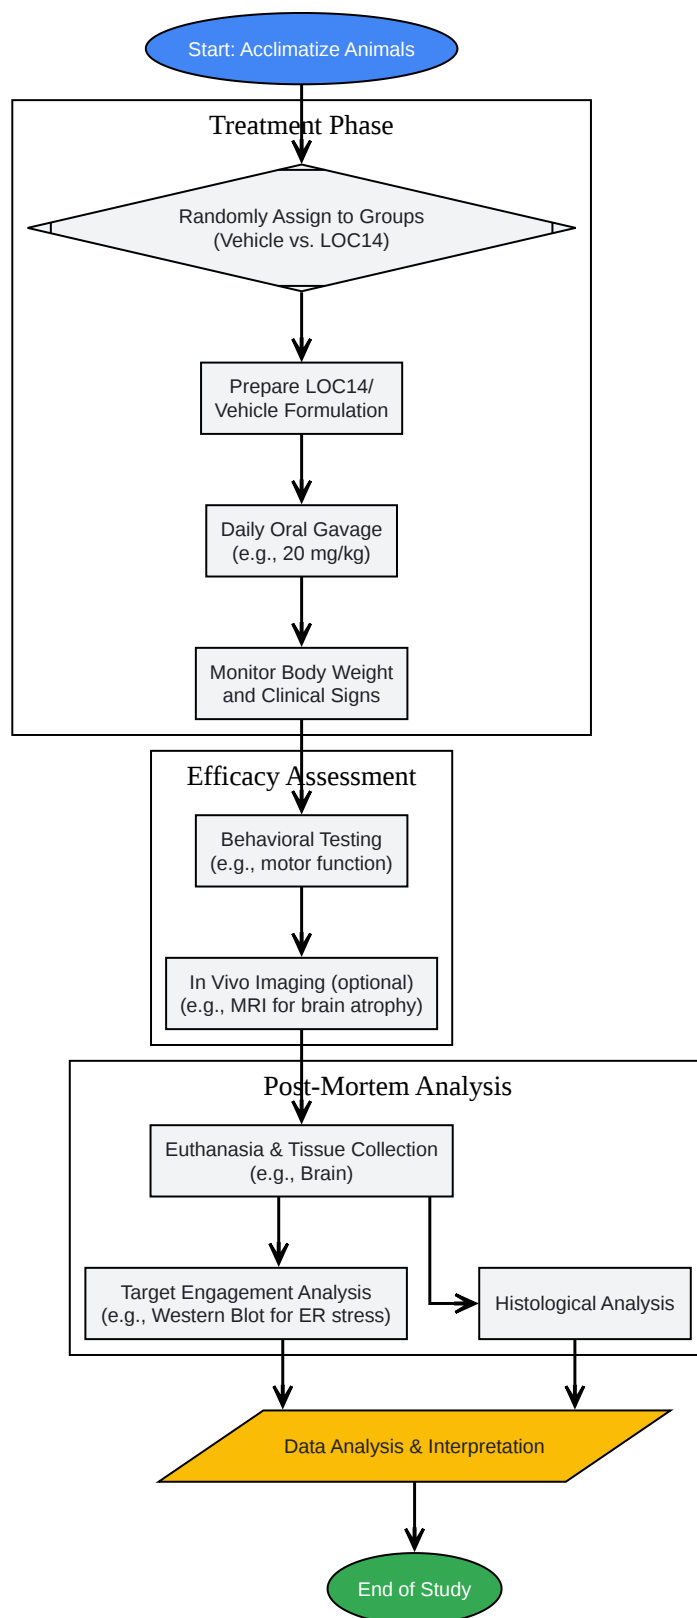 Start: Acclimatize Animals
Treatment Phase
Randomly Assign to Groups
(Vehicle vs. LOC14)
Prepare LOC14/
Vehicle Formulation
Daily Oral Gavage
(e.g., 20 mg/kg)
Monitor Body Weight
and Clinical Signs
Efficacy Assessment
Behavioral Testing
(e.g., motor function)
In Vivo Imaging (optional)
(e.g., MRI for brain atrophy)
Post-Mortem Analysis
Euthanasia & Tissue Collection
(e.g., Brain)
Target Engagement Analysis
(e.g., Western Blot for ER stress)
Histological Analysis
Data Analysis & Interpretation
End of Study